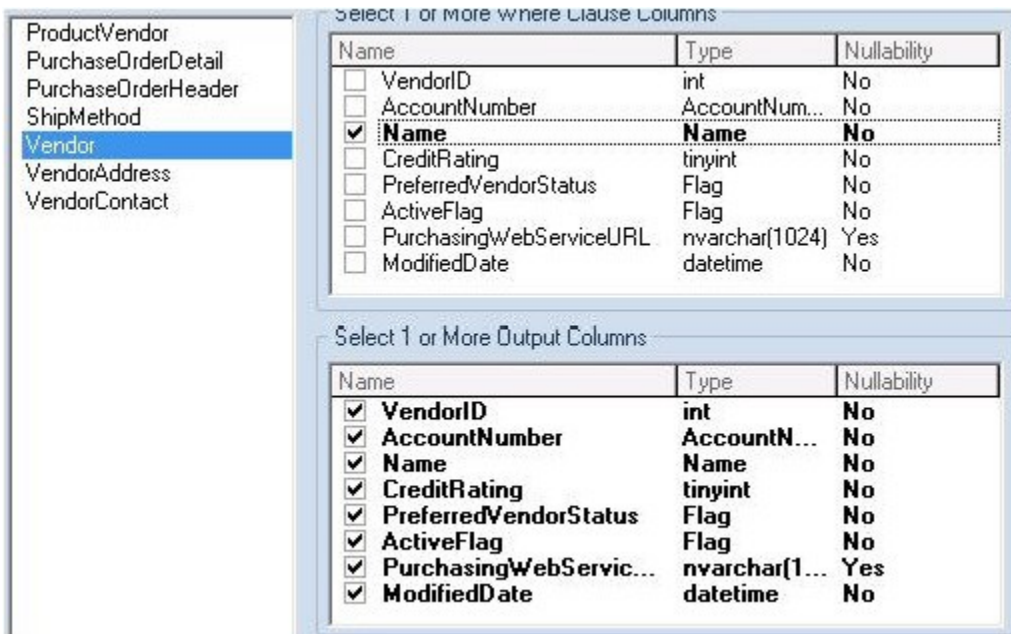 ProductVendor
PurchaseOrderDetail
PurchaseOrderHeader
ShipMethod
Vendor
VendorAddress
VendorContact
Select 1 or More Where Clause Columns
Name Type Nullability
VendorID int No
AccountNumber AccountNum... No
Name Name No
CreditRating tinyint No
PreferredVendorStatus Flag No
ActiveFlag Flag No
PurchasingWebServiceURL nvarchar(1024) Yes
ModifiedDate datetime No
Select 1 or More Output Columns
Name Type Nullability
VendorID int No
AccountNumber AccountN... No
Name Name No
CreditRating tinyint No
PreferredVendorStatus Flag No
ActiveFlag Flag No
PurchasingWebServic... nvarchar(1... Yes
ModifiedDate datetime No